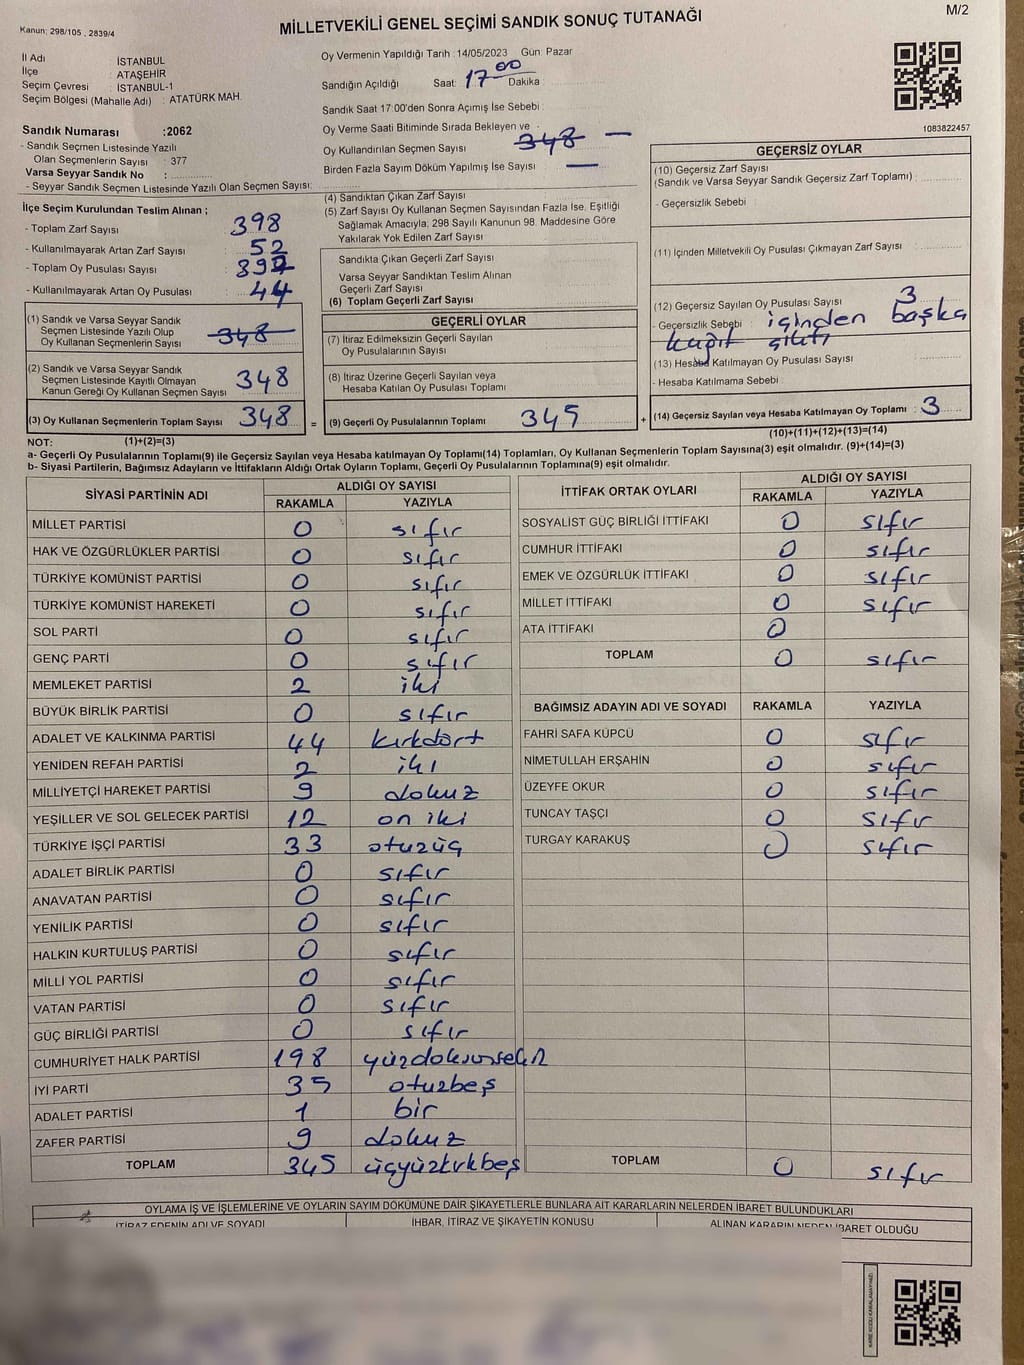 Kanun: 298/105 , 2839/4
MİLLETVEKİLİ GENEL SEÇİMİ SANDIK SONUÇ TUTANAĞI
M/2
İl Adı : İSTANBUL
İlçe : ATAŞEHİR
Seçim Çevresi : İSTANBUL-1
Seçim Bölgesi (Mahalle Adı) : ATATÜRK MAH.
Sandık Numarası :2062
- Sandık Seçmen Listesinde Yazılı
Olan Seçmenlerin Sayısı : 377
Varsa Seyyar Sandık No :
- Seyyar Sandık Seçmen Listesinde Yazılı Olan Seçmen Sayısı:
Oy Vermenin Yapıldığı Tarih : 14/05/2023 Gün: Pazar
Sandığın Açıldığı Saat: 17 00 Dakika
Sandık Saat 17:00'den Sonra Açımış İse Sebebi :
Oy Verme Saati Bitiminde Sırada Bekleyen ve
Oy Kullandırılan Seçmen Sayısı : 348 —
Birden Fazla Sayım Döküm Yapılmış İse Sayısı : —
1083822457
İlçe Seçim Kurulundan Teslim Alınan ;
- Toplam Zarf Sayısı : 398
- Kullanılmayarak Artan Zarf Sayısı : 52
- Toplam Oy Pusulası Sayısı :
- Kullanılmayarak Artan Oy Pusulası : 44
(4) Sandıktan Çıkan Zarf Sayısı
(5) Zarf Sayısı Oy Kullanan Seçmen Sayısından Fazla İse, Eşitliği
Sağlamak Amacıyla, 298 Sayılı Kanunun 98. Maddesine Göre
Yakılarak Yok Edilen Zarf Sayısı
Sandıkta Çıkan Geçerli Zarf Sayısı
Varsa Seyyar Sandıktan Teslim Alınan
Geçerli Zarf Sayısı
(6) Toplam Geçerli Zarf Sayısı
GEÇERSİZ OYLAR
(10) Geçersiz Zarf Sayısı
(Sandık ve Varsa Seyyar Sandık Geçersiz Zarf Toplamı) :
- Geçersizlik Sebebi :
(11) İçinden Milletvekili Oy Pusulası Çıkmayan Zarf Sayısı
(12) Geçersiz Sayılan Oy Pusulası Sayısı : 3
- Geçersizlik Sebebi : içinden başka
kağıt çıktı
(13) Hesaba Katılmayan Oy Pusulası Sayısı
- Hesaba Katılmama Sebebi
(1) Sandık ve Varsa Seyyar Sandık
Seçmen Listesinde Yazılı Olup
Oy Kullanan Seçmenlerin Sayısı 348
(2) Sandık ve Varsa Seyyar Sandık
Seçmen Listesinde Kayıtlı Olmayan
Kanun Gereği Oy Kullanan Seçmen Sayısı 348
GEÇERLİ OYLAR
(7) İtiraz Edilmeksizin Geçerli Sayılan
Oy Pusulalarının Sayısı
(8) İtiraz Üzerine Geçerli Sayılan veya
Hesaba Katılan Oy Pusulası Toplamı
(3) Oy Kullanan Seçmenlerin Toplam Sayısı 348 = (9) Geçerli Oy Pusulalarının Toplamı 345 + (14) Geçersiz Sayılan veya Hesaba Katılmayan Oy Toplamı : 3
NOT: (1)+(2)=(3) (10)+(11)+(12)+(13)=(14)
a- Geçerli Oy Pusulalarının Toplamı(9) ile Geçersiz Sayılan veya Hesaba katılmayan Oy Toplamı(14) Toplamları, Oy Kullanan Seçmenlerin Toplam Sayısına(3) eşit olmalıdır. (9)+(14)=(3)
b- Siyasi Partilerin, Bağımsız Adayların ve İttifakların Aldığı Ortak Oyların Toplamı, Geçerli Oy Pusulalarının Toplamına(9) eşit olmalıdır.
SİYASİ PARTİNİN ADI ALDIĞI OY SAYISI
RAKAMLA YAZIYLA
MİLLET PARTİSİ 0 sıfır
HAK VE ÖZGÜRLÜKLER PARTİSİ 0 sıfır
TÜRKİYE KOMÜNİST PARTİSİ 0 sıfır
TÜRKİYE KOMÜNİST HAREKETİ 0 sıfır
SOL PARTİ 0 sıfır
GENÇ PARTİ 0 sıfır
MEMLEKET PARTİSİ 2 iki
BÜYÜK BİRLİK PARTİSİ 0 sıfır
ADALET VE KALKINMA PARTİSİ 44 kırkdört
YENİDEN REFAH PARTİSİ 2 iki
MİLLİYETÇİ HAREKET PARTİSİ 9 dokuz
YEŞİLLER VE SOL GELECEK PARTİSİ 12 on iki
TÜRKİYE İŞÇİ PARTİSİ 33 otuzüç
ADALET BİRLİK PARTİSİ 0 sıfır
ANAVATAN PARTİSİ 0 sıfır
YENİLİK PARTİSİ 0 sıfır
HALKIN KURTULUŞ PARTİSİ 0 sıfır
MİLLİ YOL PARTİSİ 0 sıfır
VATAN PARTİSİ 0 sıfır
GÜÇ BİRLİĞİ PARTİSİ 0 sıfır
CUMHURİYET HALK PARTİSİ 198 yüzdoksansekiz
İYİ PARTİ 35 otuzbeş
ADALET PARTİSİ 1 bir
ZAFER PARTİSİ 9 dokuz
TOPLAM 345 üçyüzkırkbeş
İTTİFAK ORTAK OYLARI ALDIĞI OY SAYISI
RAKAMLA YAZIYLA
SOSYALİST GÜÇ BİRLİĞİ İTTİFAKI 0 sıfır
CUMHUR İTTİFAKI 0 sıfır
EMEK VE ÖZGÜRLÜK İTTİFAKI 0 sıfır
MİLLET İTTİFAKI 0 sıfır
ATA İTTİFAKI 0
TOPLAM 0 sıfır
BAĞIMSIZ ADAYIN ADI VE SOYADI RAKAMLA YAZIYLA
FAHRİ SAFA KÜPCÜ 0 sıfır
NİMETULLAH ERŞAHİN 0 sıfır
ÜZEYFE OKUR 0 sıfır
TUNCAY TAŞCI 0 sıfır
TURGAY KARAKUŞ 0 sıfır
TOPLAM 0 sıfır
OYLAMA İŞ VE İŞLEMLERİNE VE OYLARIN SAYIM DÖKÜMÜNE DAİR ŞİKAYETLERLE BUNLARA AİT KARARLARIN NELERDEN İBARET BULUNDUKLARI
İTİRAZ EDENİN ADI VE SOYADI İHBAR, İTİRAZ VE ŞİKAYETİN KONUSU ALINAN KARARIN NEDEN İBARET OLDUĞU